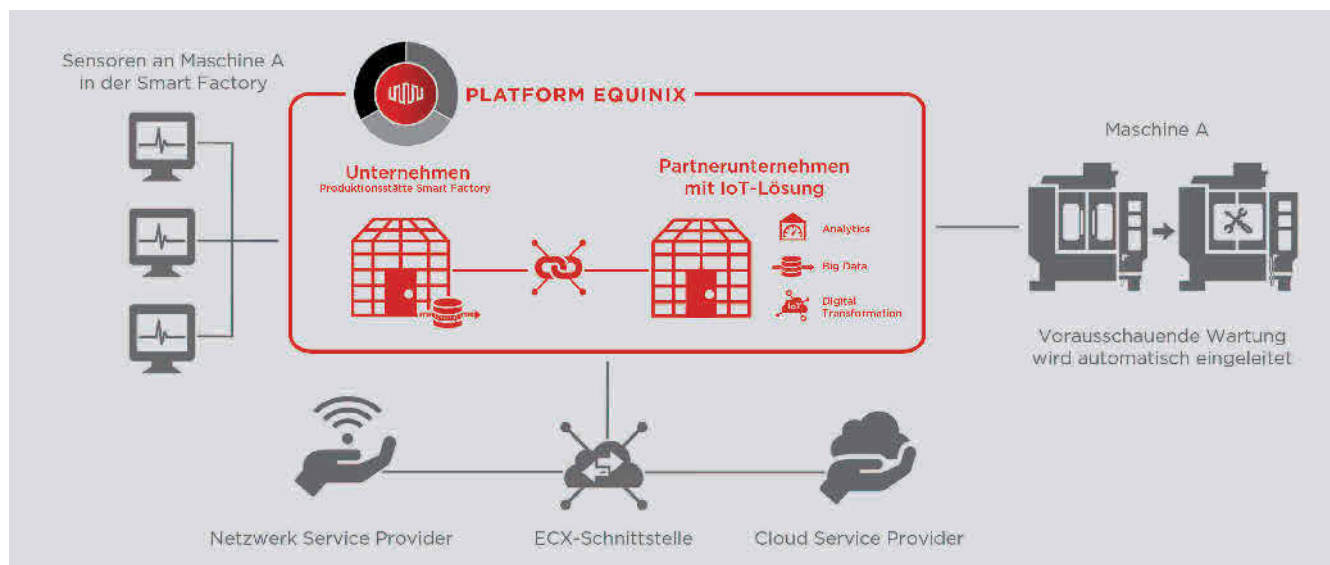 Sensoren an Maschine A
in der Smart Factory
PLATFORM EQUINIX
Unternehmen
Produktionsstätte Smart Factory
Partnerunternehmen
mit IoT-Lösung
Analytics
Big Data
IoT
Digital
Transformation
Maschine A
Vorausschauende Wartung
wird automatisch eingeleitet
Netzwerk Service Provider
ECX-Schnittstelle
Cloud Service Provider